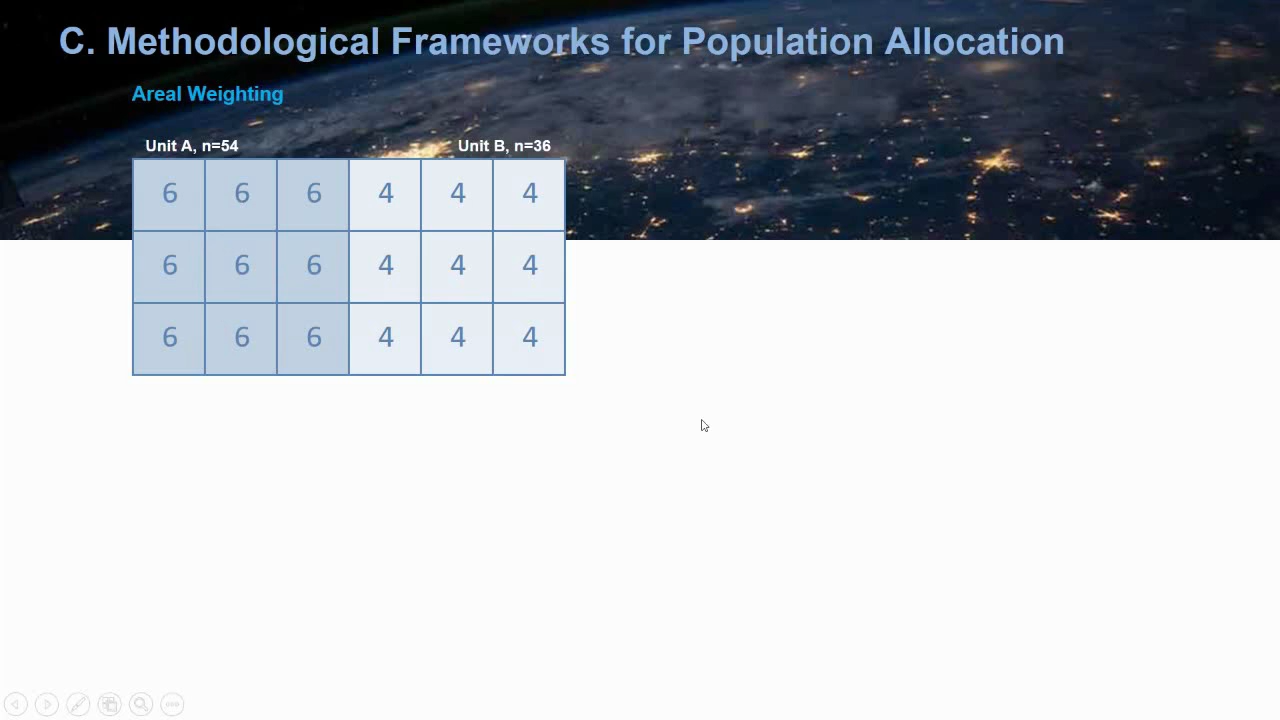 C. Methodological Frameworks for Population Allocation
Areal Weighting
Unit A, n=54 Unit B, n=36
6 6 6 4 4 4
6 6 6 4 4 4
6 6 6 4 4 4